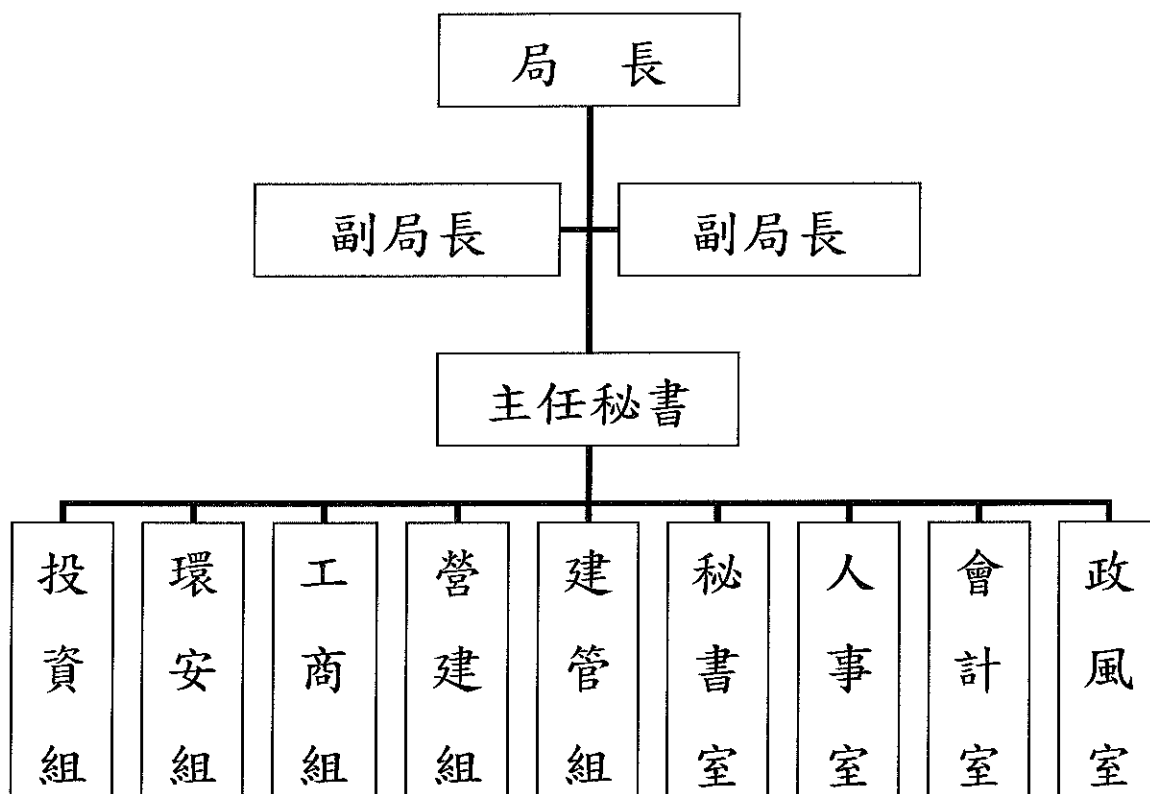 局 長
副局長
副局長
主任秘書
投資組
環安組
工商組
營建組
建管組
秘書室
人事室
會計室
政風室